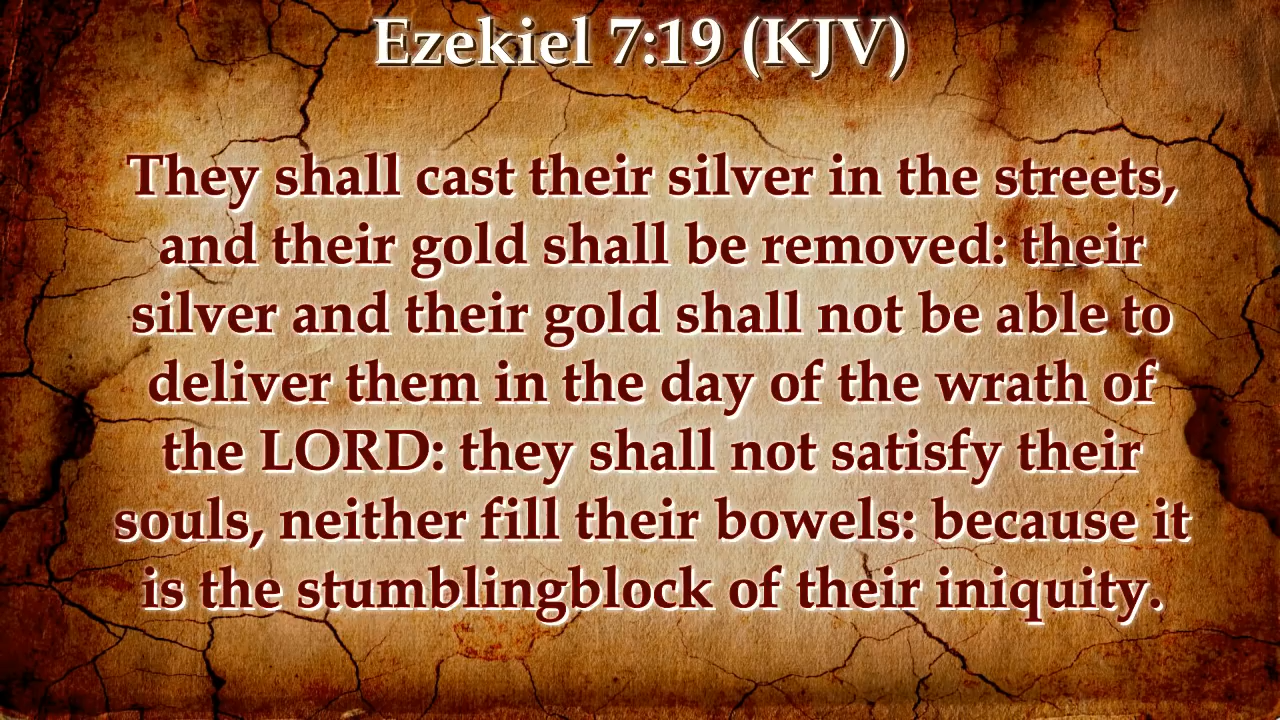 Ezekiel 7:19 (KJV)
They shall cast their silver in the streets,
and their gold shall be removed: their
silver and their gold shall not be able to
deliver them in the day of the wrath of
the LORD: they shall not satisfy their
souls, neither fill their bowels: because it
is the stumblingblock of their iniquity.